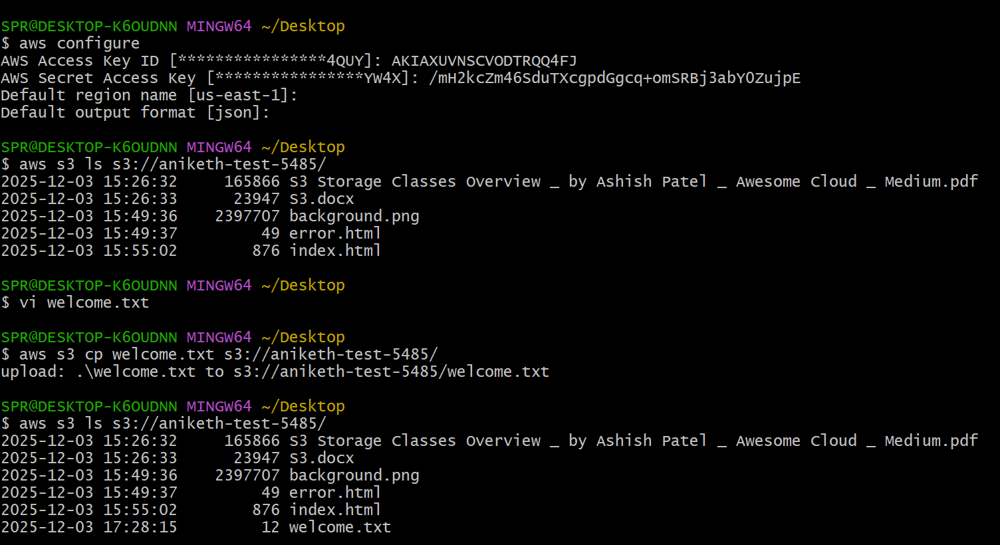 SPR@DESKTOP-K6OUDNN MINGW64 ~/Desktop
$ aws configure
AWS Access Key ID [****************4QUY]: AKIAXUVNSCVODTRQQ4FJ
AWS Secret Access Key [****************YW4X]: 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
Default region name [us-east-1]:
Default output format [json]:
SPR@DESKTOP-K6OUDNN MINGW64 ~/Desktop
$ aws s3 ls s3://aniketh-test-5485/
2025-12-03 15:26:32     165866 S3 Storage Classes Overview _ by Ashish Patel _ Awesome Cloud _ Medium.pdf
2025-12-03 15:26:33      23947 S3.docx
2025-12-03 15:49:36    2397707 background.png
2025-12-03 15:49:37         49 error.html
2025-12-03 15:55:02        876 index.html
SPR@DESKTOP-K6OUDNN MINGW64 ~/Desktop
$ vi welcome.txt
SPR@DESKTOP-K6OUDNN MINGW64 ~/Desktop
$ aws s3 cp welcome.txt s3://aniketh-test-5485/
upload: .\welcome.txt to s3://aniketh-test-5485/welcome.txt
SPR@DESKTOP-K6OUDNN MINGW64 ~/Desktop
$ aws s3 ls s3://aniketh-test-5485/
2025-12-03 15:26:32     165866 S3 Storage Classes Overview _ by Ashish Patel _ Awesome Cloud _ Medium.pdf
2025-12-03 15:26:33      23947 S3.docx
2025-12-03 15:49:36    2397707 background.png
2025-12-03 15:49:37         49 error.html
2025-12-03 15:55:02        876 index.html
2025-12-03 17:28:15         12 welcome.txt